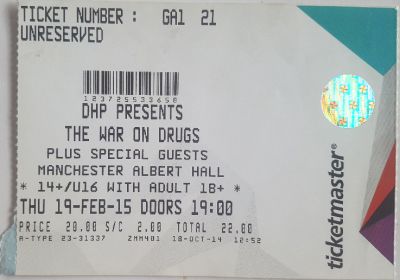 TICKET NUMBER : GA1 21
UNRESERVED
123725533658
DHP PRESENTS
THE WAR ON DRUGS
PLUS SPECIAL GUESTS
MANCHESTER ALBERT HALL
* 14+/U16 WITH ADULT 18+ *
THU 19-FEB-15 DOORS 19:00
PRICE 20.00 S/C 2.00 TOTAL 22.00
A-TYPE 23-31337 ZMM401 18-OCT-14 12:52
ticketmaster®